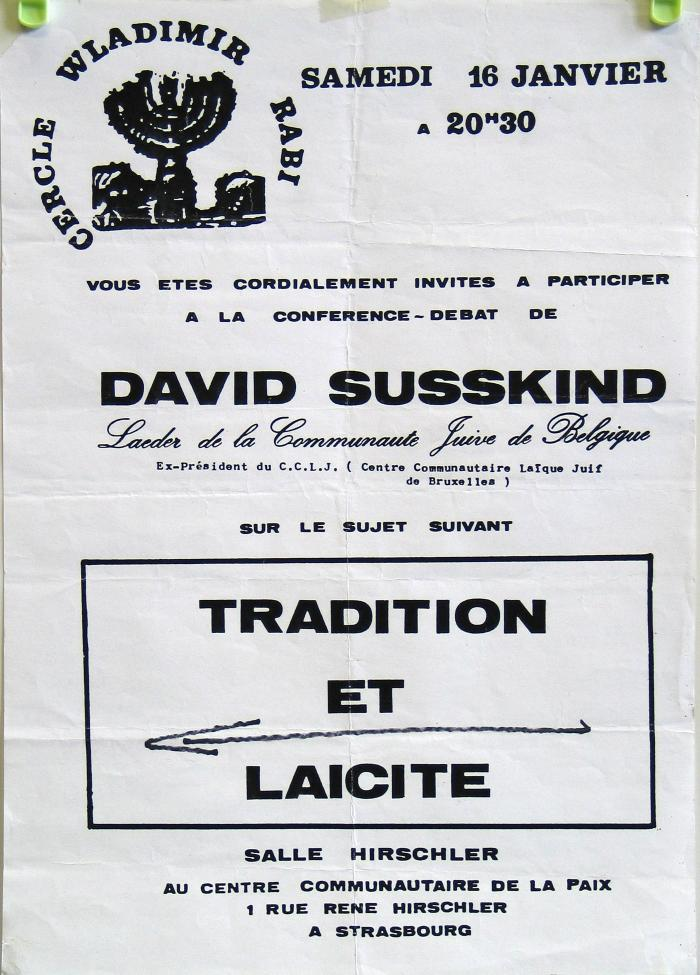 CERCLE WLADIMIR RABI
SAMEDI 16 JANVIER
A 20H30
VOUS ETES CORDIALEMENT INVITES A PARTICIPER
A LA CONFERENCE-DEBAT DE
DAVID SUSSKIND
Laeder de la Communauté Juive de Belgique
Ex-Président du C.C.L.J. ( Centre Communautaire Laïque Juif
de Bruxelles )
SUR LE SUJET SUIVANT
TRADITION
ET
LAICITE
SALLE HIRSCHLER
AU CENTRE COMMUNAUTAIRE DE LA PAIX
1 RUE RENE HIRSCHLER
A STRASBOURG